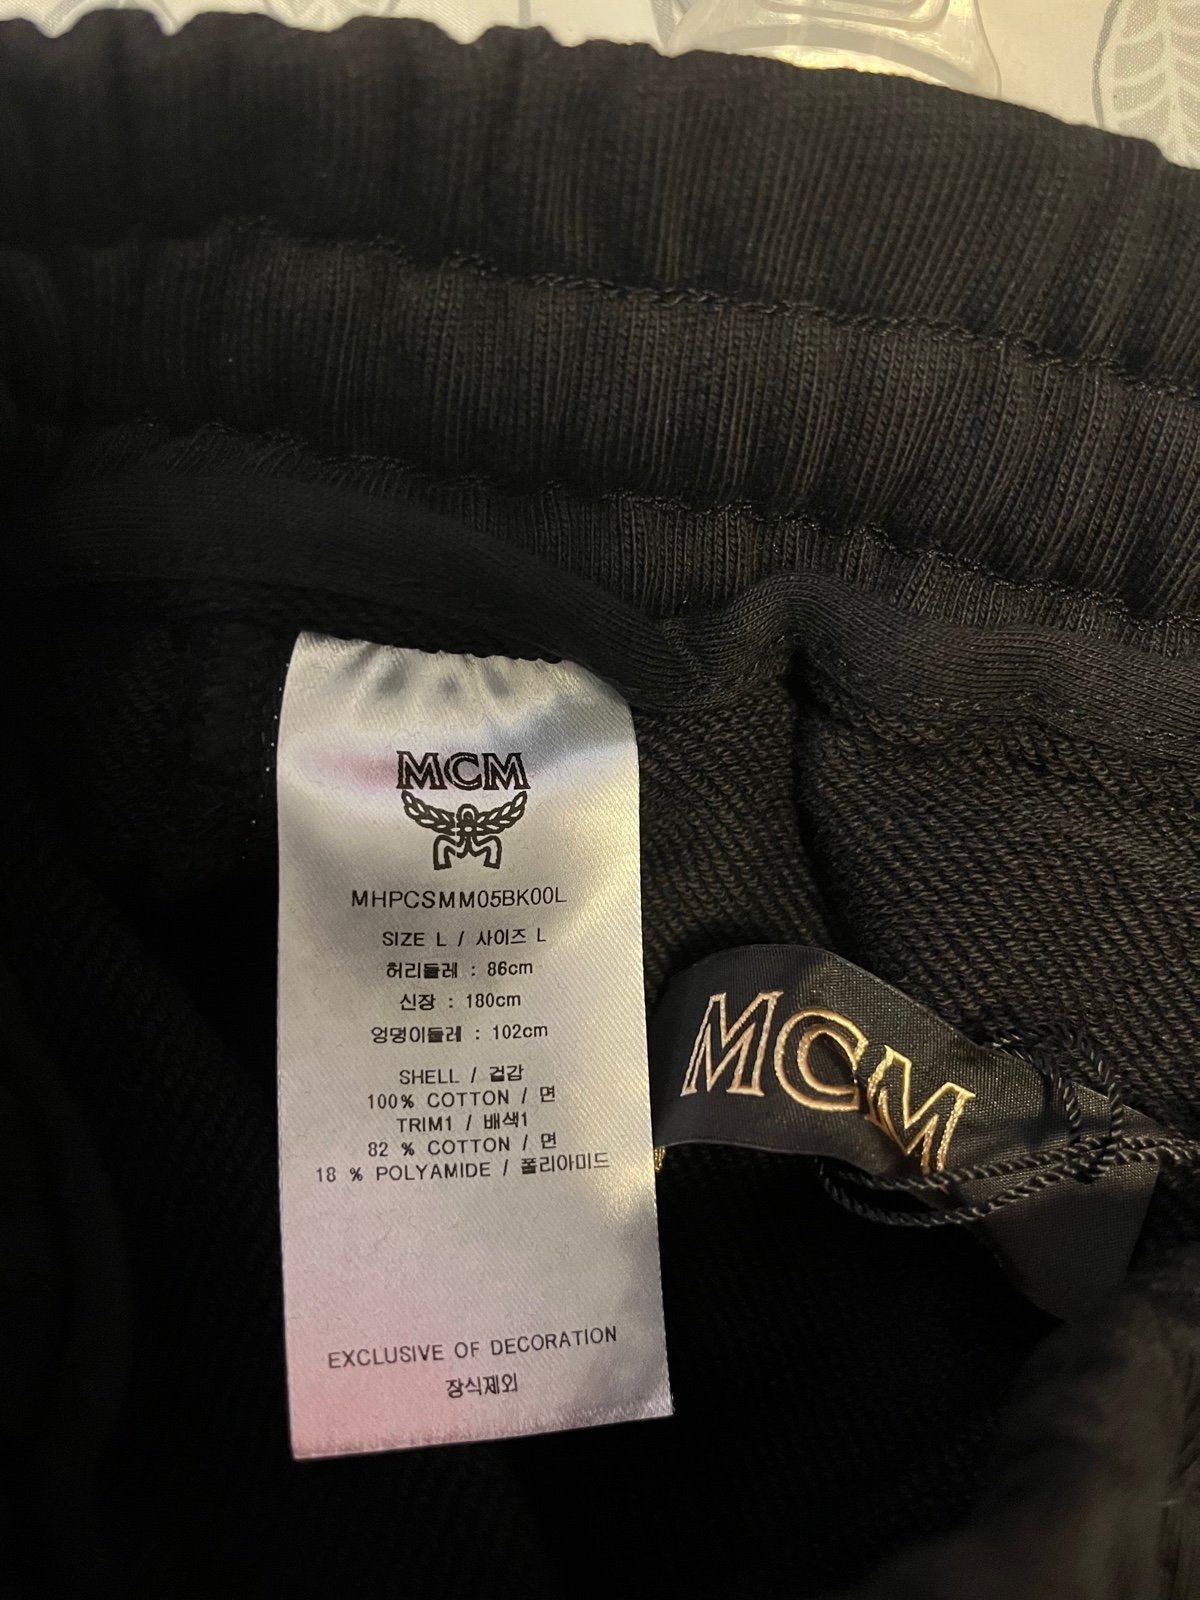 MCM
MHPCSMM05BK00L
SIZE L / 사이즈 L
허리둘레 : 86cm
신장 : 180cm
엉덩이둘레 : 102cm
SHELL / 겉감
100% COTTON / 면
TRIM1 / 배색1
82 % COTTON / 면
18 % POLYAMIDE / 폴리아미드
EXCLUSIVE OF DECORATION
장식제외
MCM